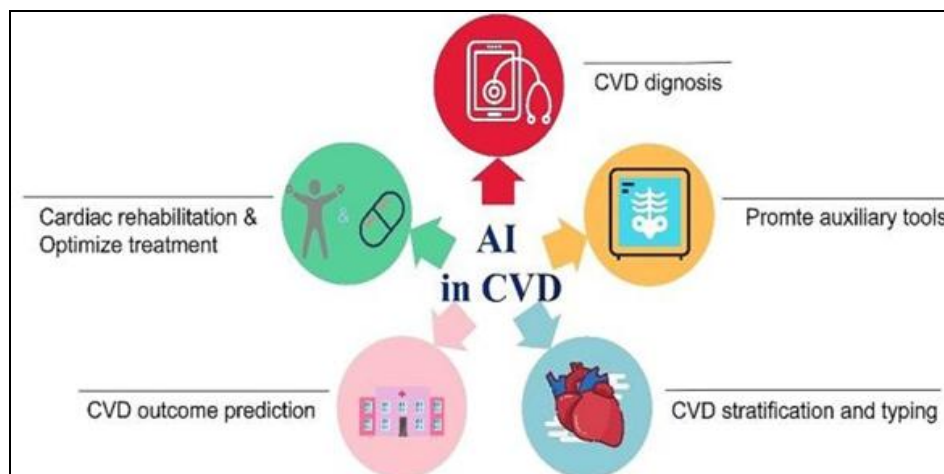 CVD dignosis
Cardiac rehabilitation &
Optimize treatment
&
AI
in CVD
Promte auxiliary tools
CVD outcome prediction
CVD stratification and typing